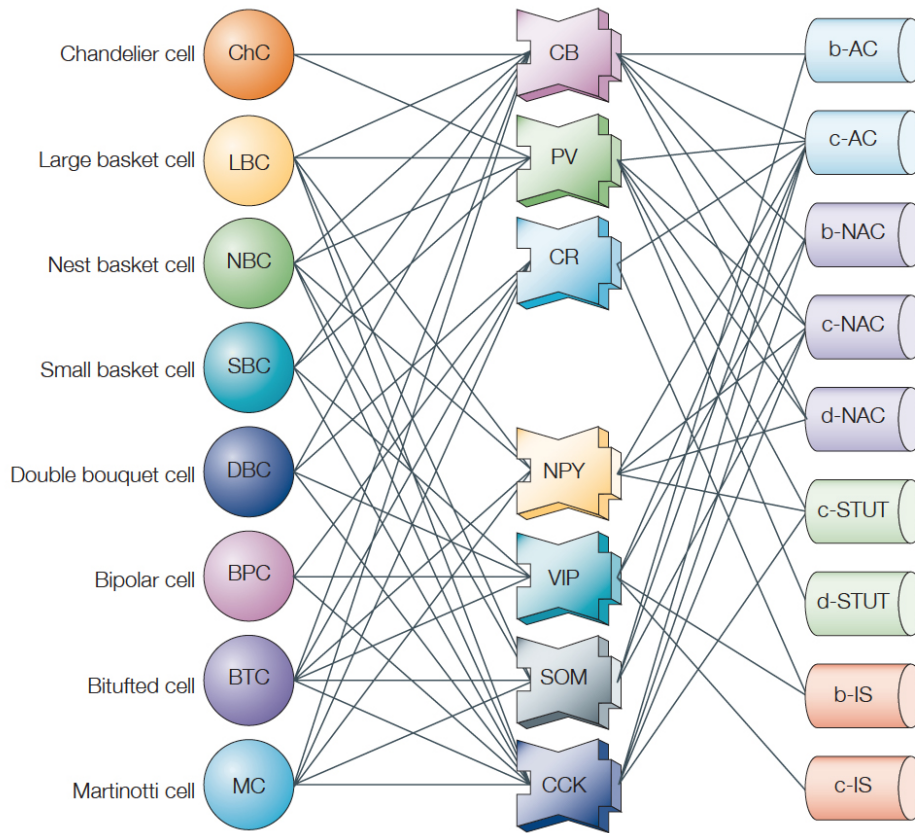 Chandelier cell ChC CB b-AC
Large basket cell LBC PV c-AC
Nest basket cell NBC CR b-NAC
Small basket cell SBC c-NAC
Double bouquet cell DBC NPY d-NAC
c-STUT
Bipolar cell BPC VIP d-STUT
Bitufted cell BTC SOM b-IS
Martinotti cell MC CCK c-IS